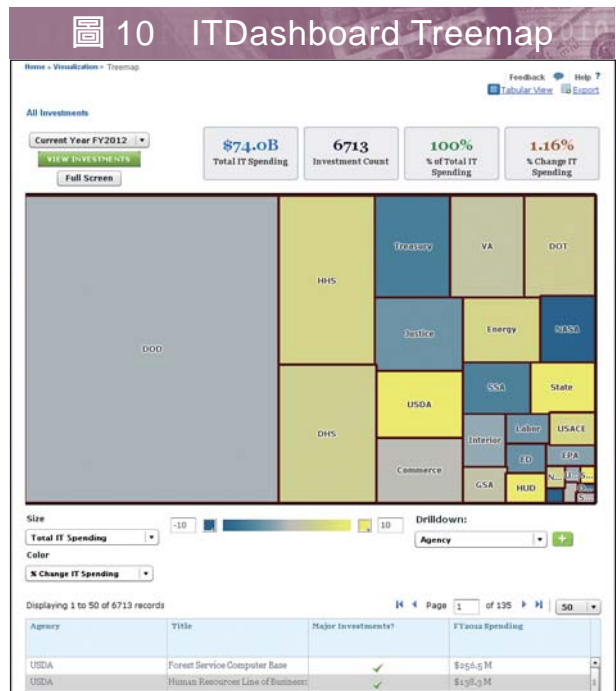 圖 10 ITDashboard Treemap
Home » Visualization » Treemap
Feedback Help ?
Tabular View Export
All Investments
Current Year FY2012
VIEW INVESTMENTS
Full Screen
$74.0B
Total IT Spending
6713
Investment Count
100%
% of Total IT
Spending
1.16%
% Change IT
Spending
DOD
HHS
DHS
Treasury
VA
DOT
Justice
Energy
NASA
USDA
SSA
State
Commerce
Interior
Labor
USACE
ED
EPA
GSA
HUD
N...
S...
S...
Size
Total IT Spending
Color
% Change IT Spending
-10
10
Drilldown:
Agency
Displaying 1 to 50 of 6713 records
Page 1 of 135
50
Agency Title Major Investments? FY2012 Spending
USDA Forest Service Computer Base $256.5 M
USDA Human Resources Line of Business: $138.3 M